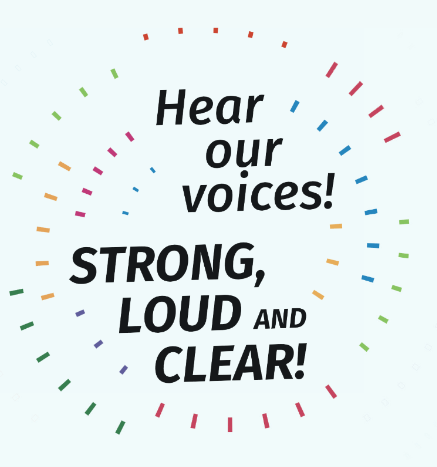 Hear
our
voices!
STRONG,
LOUD AND
CLEAR!